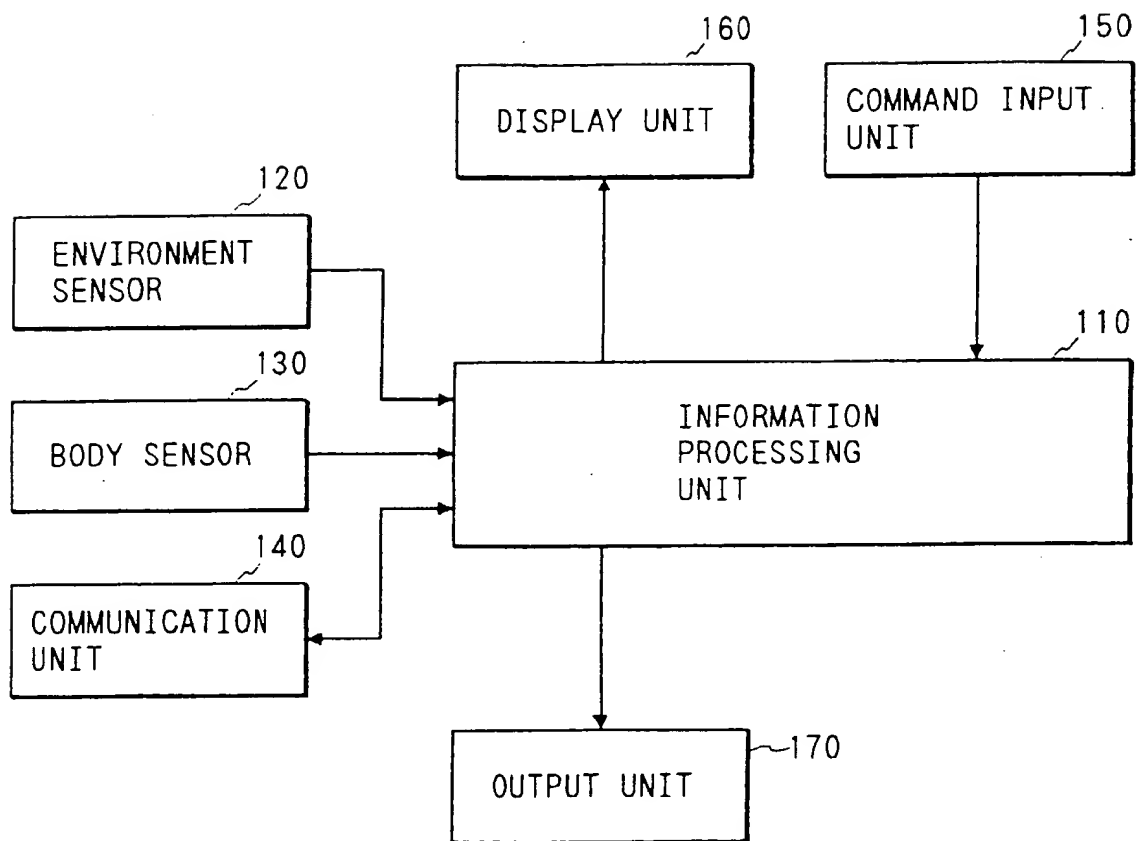 160
DISPLAY UNIT
150
COMMAND INPUT
UNIT
120
ENVIRONMENT
SENSOR
130
BODY SENSOR
110
INFORMATION
PROCESSING
UNIT
140
COMMUNICATION
UNIT
170
OUTPUT UNIT